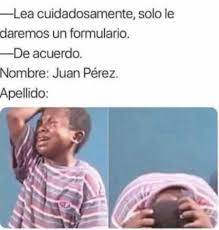 —Lea cuidadosamente, solo le
daremos un formulario.
—De acuerdo.
Nombre: Juan Pérez.
Apellido: